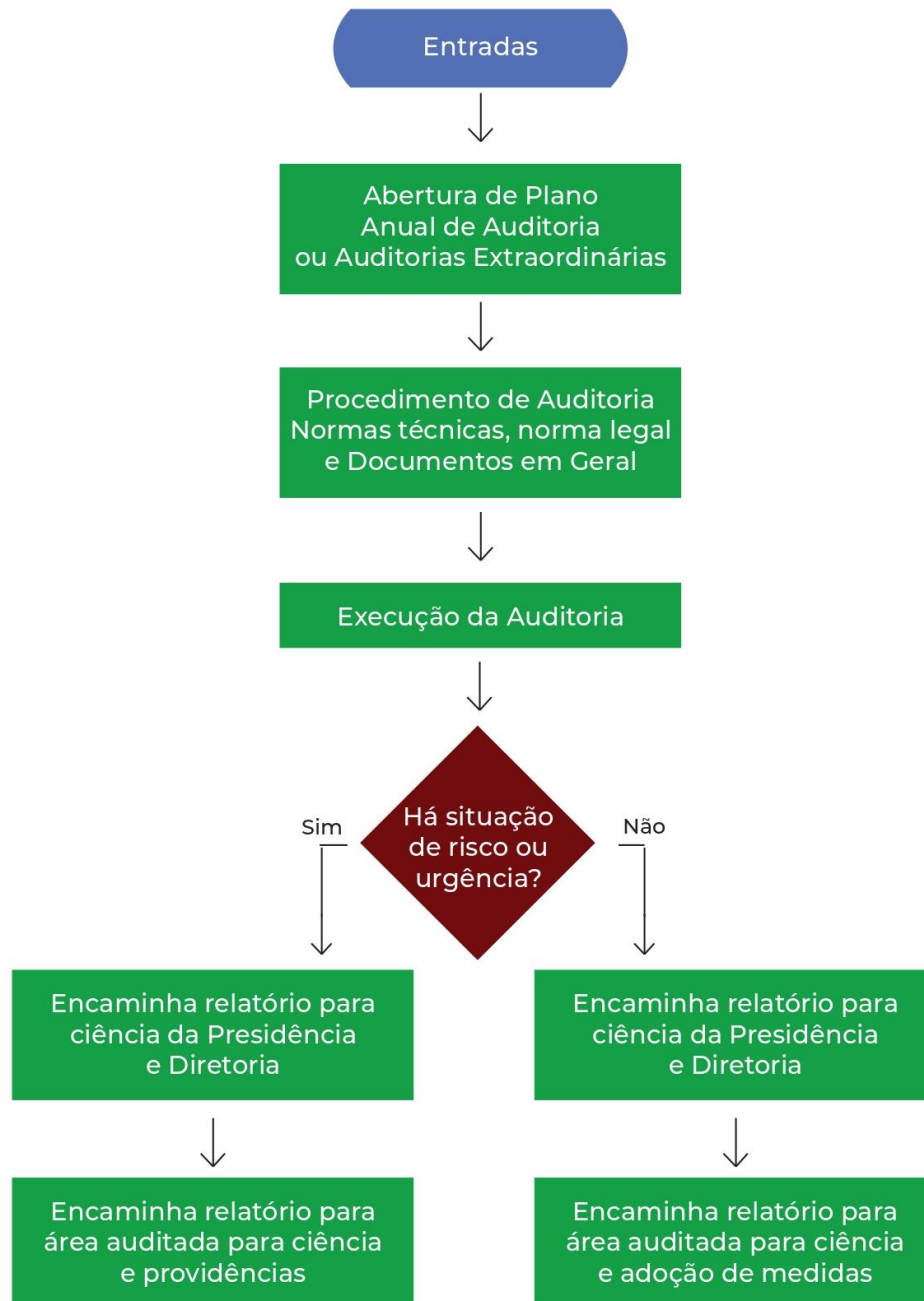 Entradas
Abertura de Plano
Anual de Auditoria
ou Auditorias Extraordinárias
Procedimento de Auditoria
Normas técnicas, norma legal
e Documentos em Geral
Execução da Auditoria
Há situação
de risco ou
urgência?
Sim
Não
Encaminha relatório para
ciência da Presidência
e Diretoria
Encaminha relatório para
ciência da Presidência
e Diretoria
Encaminha relatório para
área auditada para ciência
e providências
Encaminha relatório para
área auditada para ciência
e adoção de medidas